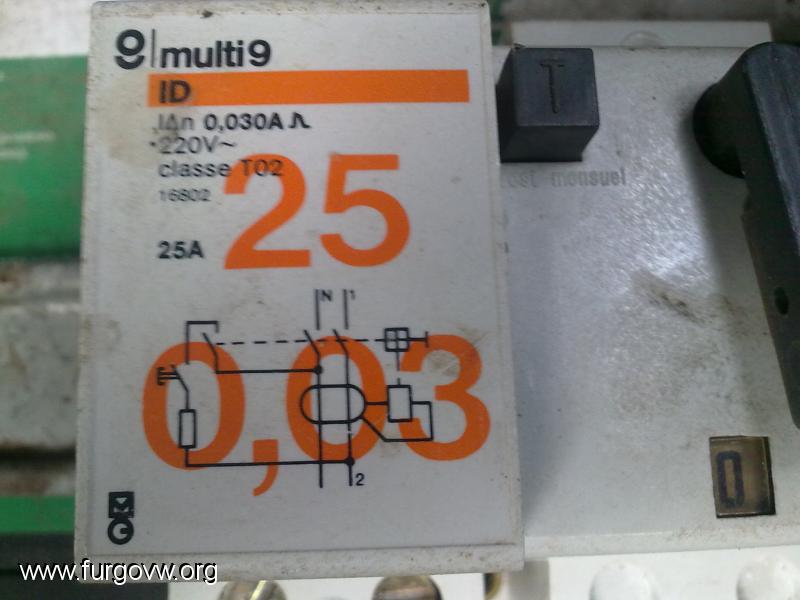 multi9
ID
IΔn 0,030A
220V~
classe T02
16802
25
25A
N 1
0,03
2
T
test mensuel
0
www.furgovw.org